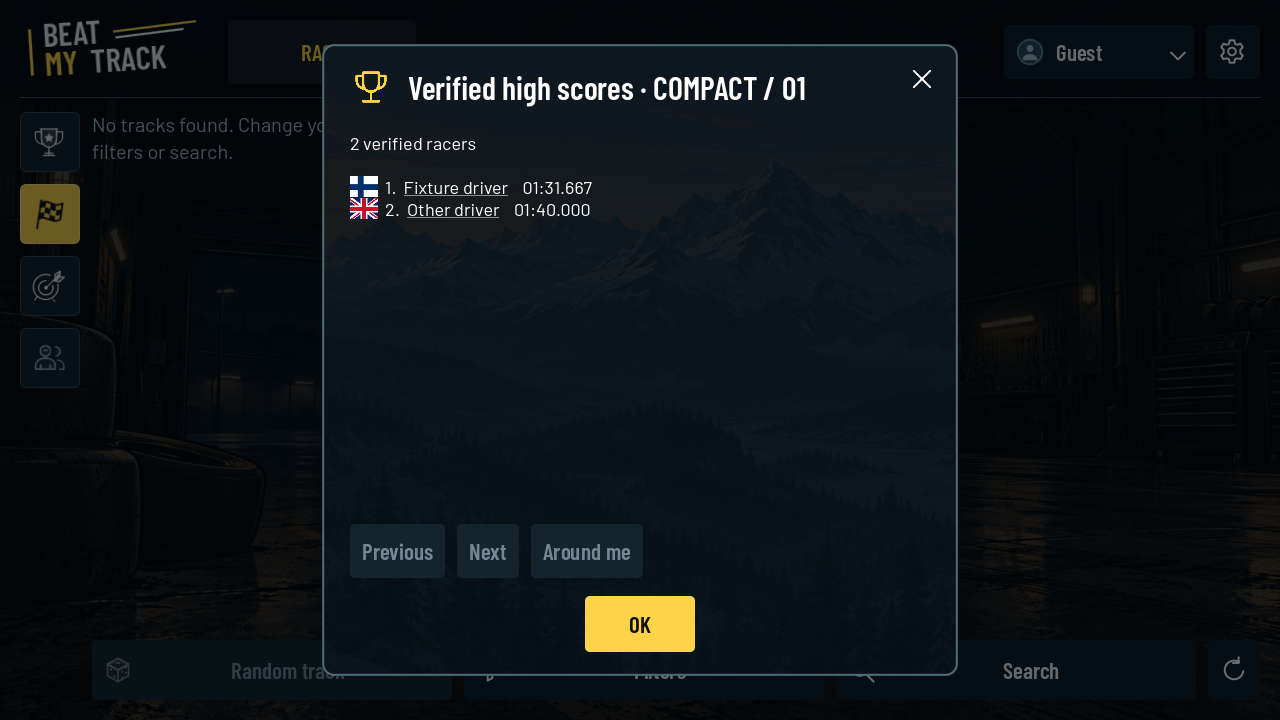 BEAT
MY TRACK
RAC
Guest
No tracks found. Change yo
filters or search.
Verified high scores · COMPACT / 01
2 verified racers
1. Fixture driver 01:31.667
2. Other driver 01:40.000
Previous Next Around me
OK
Random track Filters Search